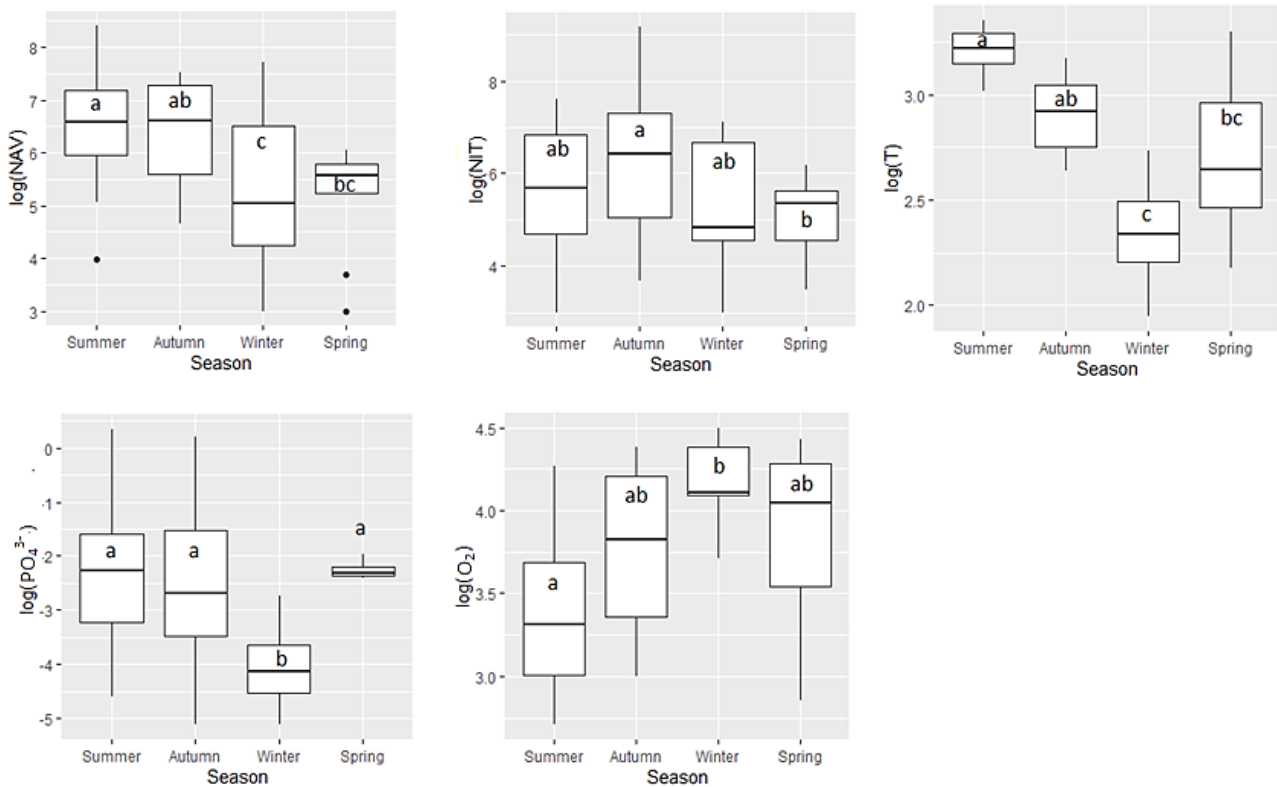 log(NAV)
8
7
6
5
4
3
a
ab
c
bc
Summer Autumn Winter Spring
Season
log(NIT)
8
6
4
ab
a
ab
b
Summer Autumn Winter Spring
Season
log(T)
3.0
2.5
2.0
a
ab
c
bc
Summer Autumn Winter Spring
Season
log(PO₄³⁻.)
0
-1
-2
-3
-4
-5
a
a
b
a
Summer Autumn Winter Spring
Season
log(O₂)
4.5
4.0
3.5
3.0
a
ab
b
ab
Summer Autumn Winter Spring
Season